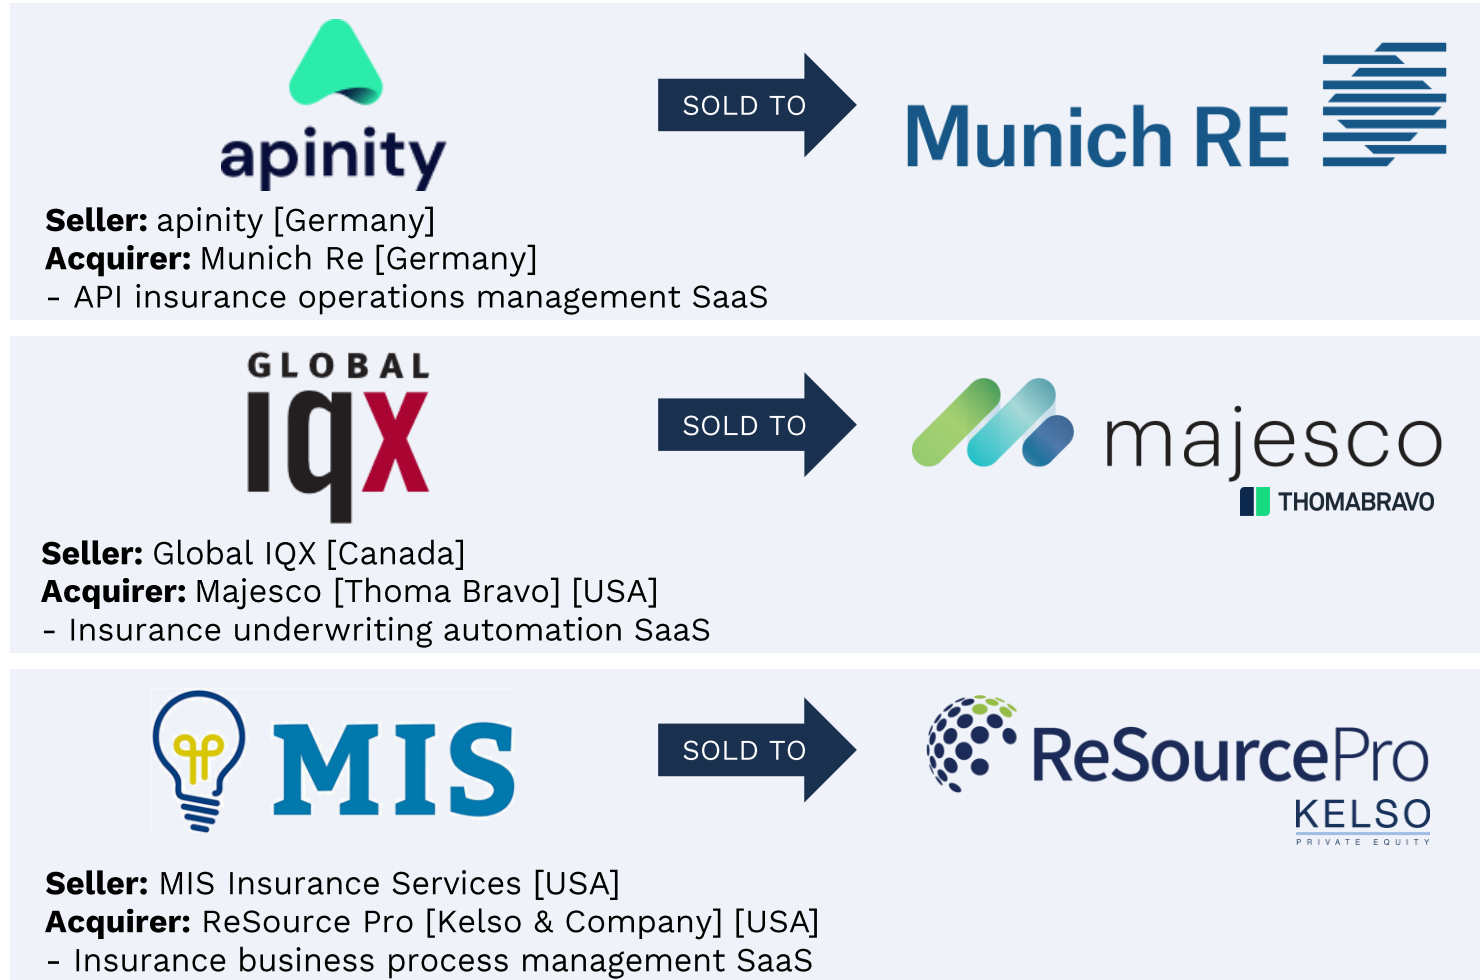 apinity
SOLD TO
Munich RE
Seller: apinity [Germany]
Acquirer: Munich Re [Germany]
- API insurance operations management SaaS
GLOBAL
iqx
SOLD TO
majesco
THOMABRAVO
Seller: Global IQX [Canada]
Acquirer: Majesco [Thoma Bravo] [USA]
- Insurance underwriting automation SaaS
MIS
SOLD TO
ReSourcePro
KELSO
PRIVATE EQUITY
Seller: MIS Insurance Services [USA]
Acquirer: ReSource Pro [Kelso & Company] [USA]
- Insurance business process management SaaS